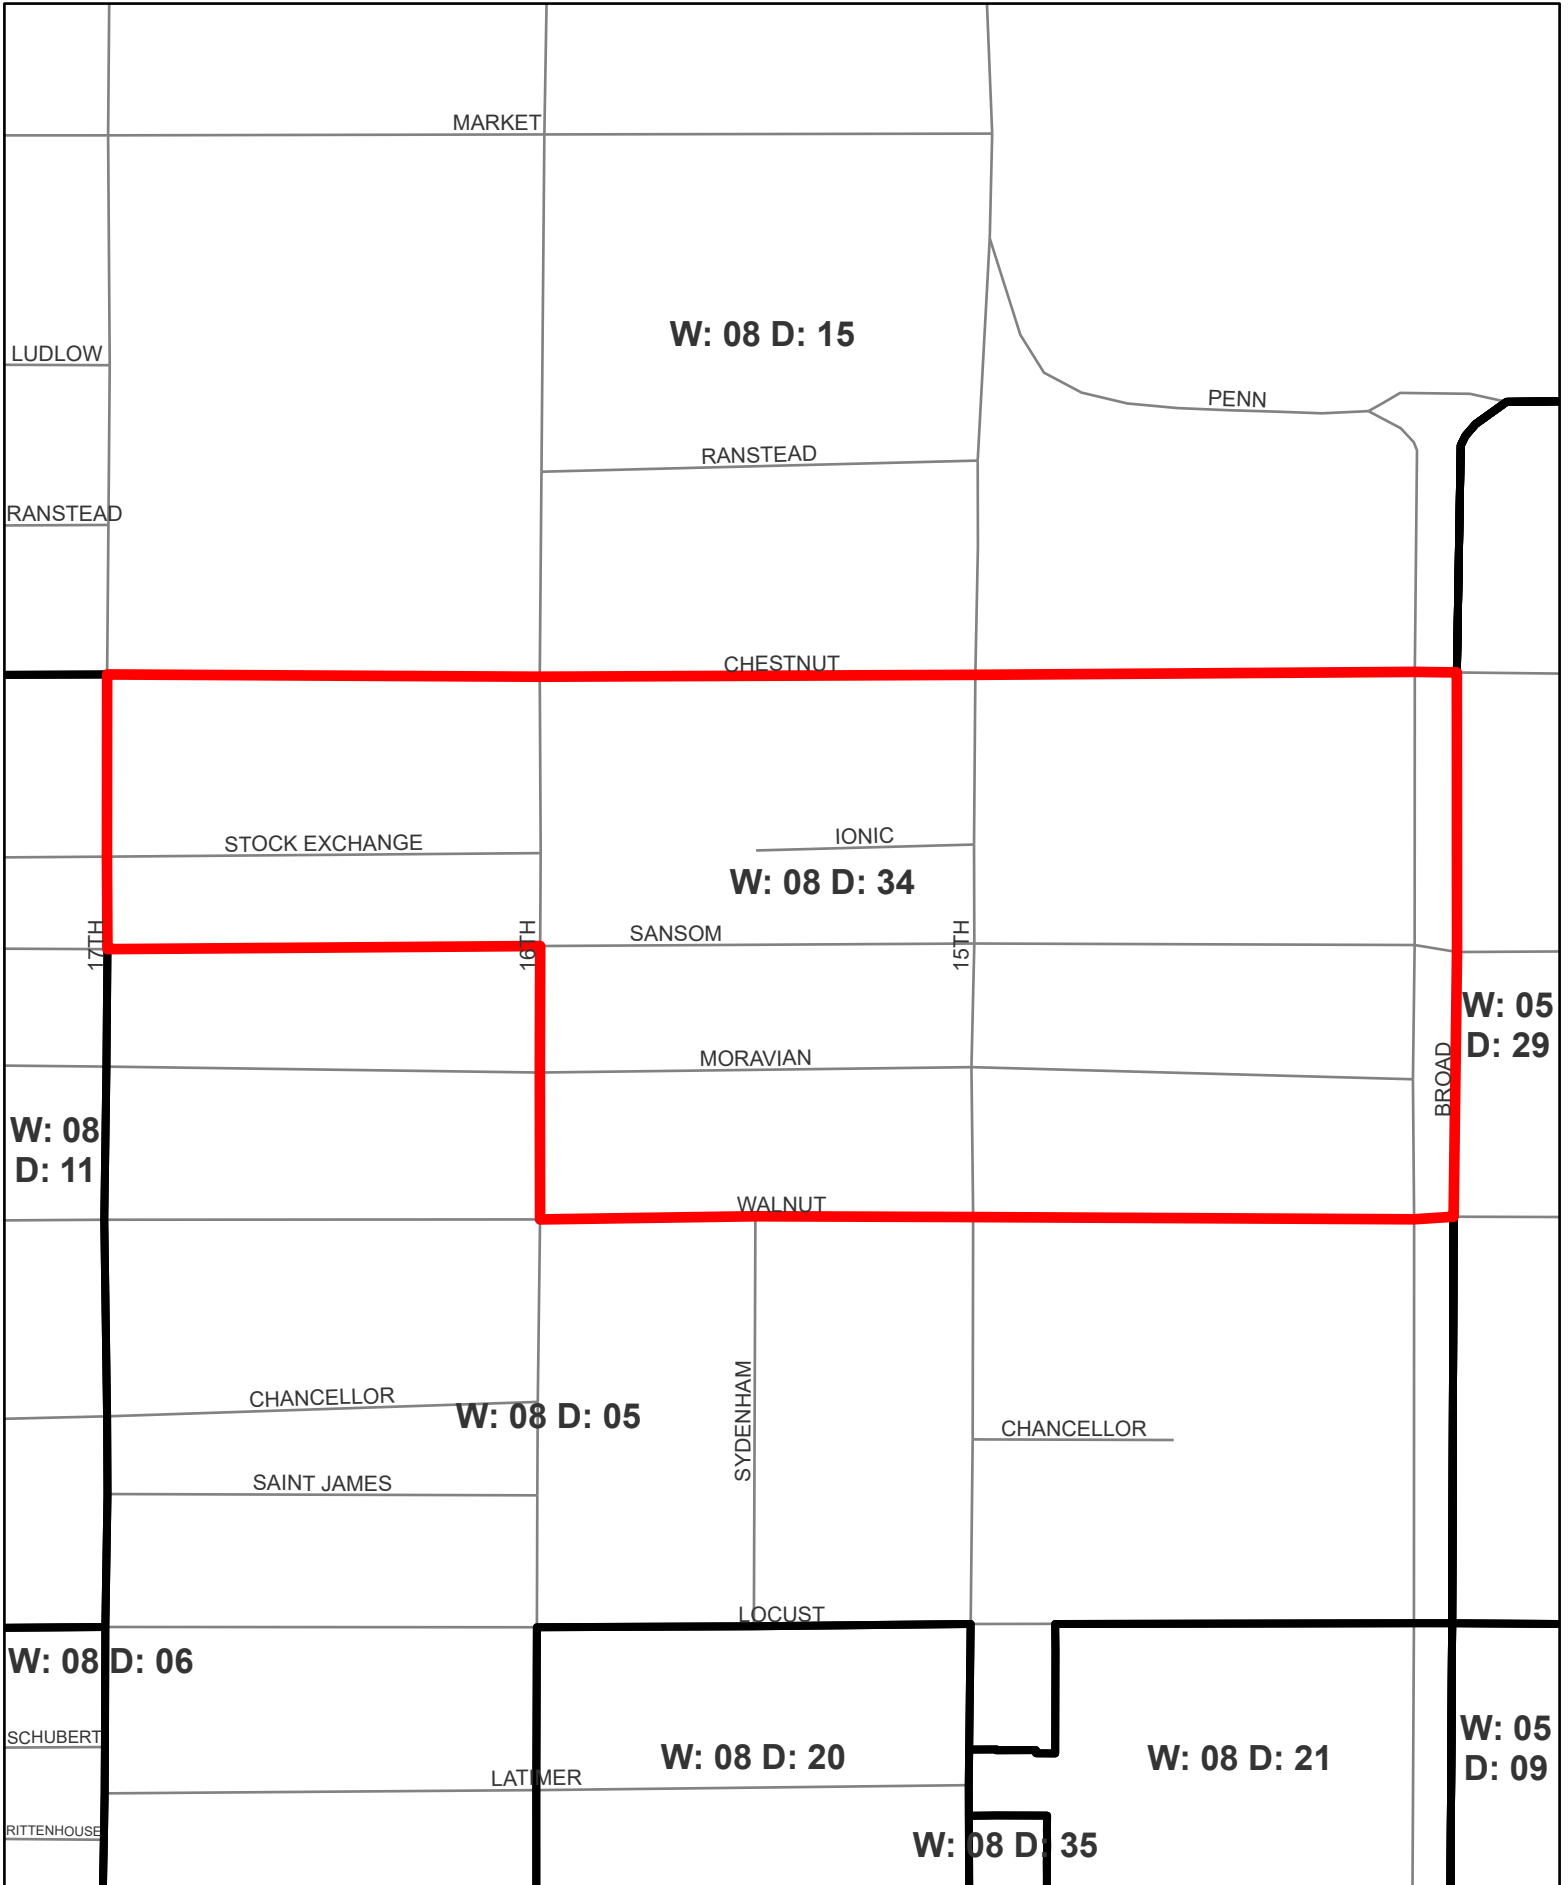 MARKET
W: 08 D: 15
LUDLOW
PENN
RANSTEAD
RANSTEAD
CHESTNUT
STOCK EXCHANGE
IONIC
W: 08 D: 34
17TH
16TH
SANSOM
15TH
W: 05
D: 29
MORAVIAN
BROAD
W: 08
D: 11
WALNUT
CHANCELLOR
W: 08 D: 05
SYDENHAM
CHANCELLOR
SAINT JAMES
LOCUST
W: 08 D: 06
SCHUBERT
W: 05
D: 09
W: 08 D: 20
W: 08 D: 21
LATIMER
RITTENHOUSE
W: 08 D: 35